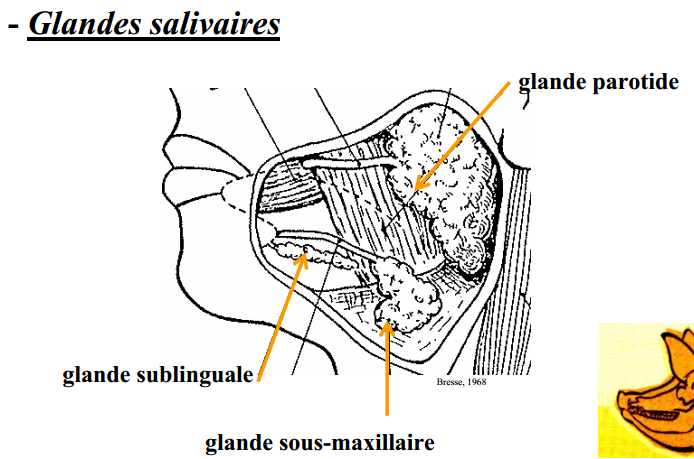 - Glandes salivaires
glande parotide
glande sublinguale
Bresse, 1968
glande sous-maxillaire